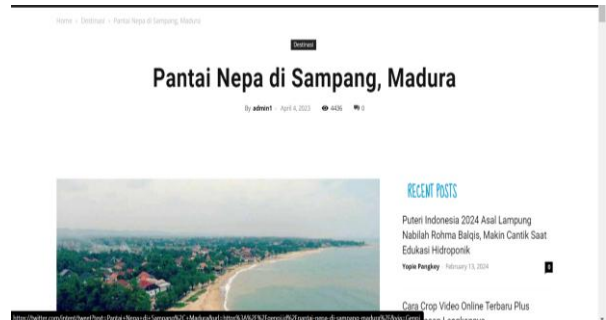 Home › Destinasi › Pantai Nepa di Sampang, Madura
Destinasi
Pantai Nepa di Sampang, Madura
By admin1 - April 4, 2023 4436 0
RECENT POSTS
Puteri Indonesia 2024 Asal Lampung
Nabilah Rohma Balqis, Makin Cantik Saat
Edukasi Hidroponik
Yopie Pangkey - February 13, 2024 0
Cara Crop Video Online Terbaru Plus